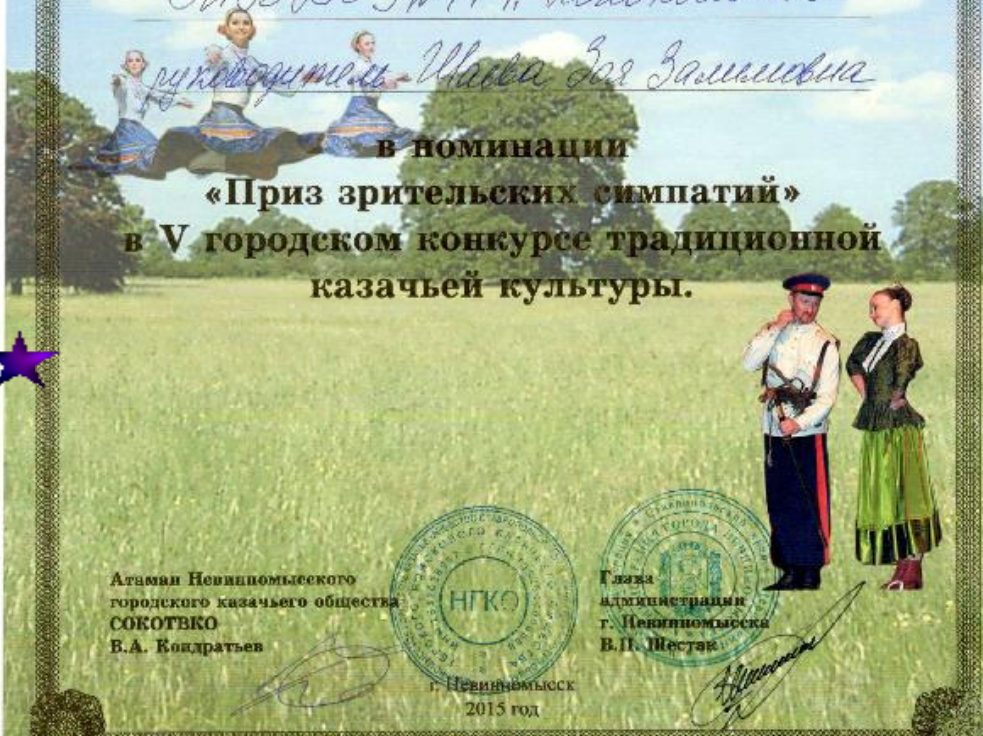 руководитель Шаева Зоя Залимовна
в номинации
«Приз зрительских симпатий»
в V городском конкурсе традиционной
казачьей культуры.
Атаман Невинномысского
городского казачьего общества
СОКОТВКО
В.А. Кондратьев
НГКО
Глава
администрации
г. Невинномысска
В.П. Шестак
г. Невинномысск
2015 год